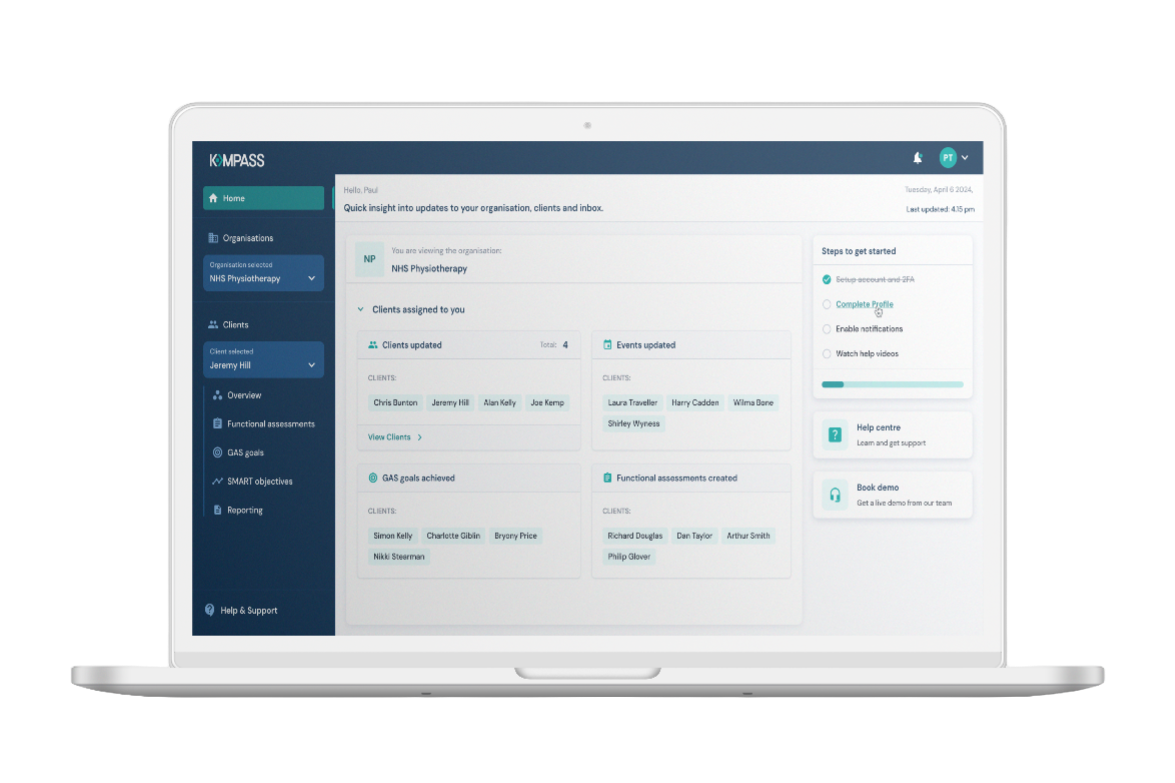 KOMPASS
PT
Home
Organisations
Organisation selected
NHS Physiotherapy
Clients
Client selected
Jeremy Hill
Overview
Functional assessments
GAS goals
SMART objectives
Reporting
Help & Support
Hello, Paul
Quick insight into updates to your organisation, clients and inbox.
Tuesday, April 6 2024,
Last updated: 4.15 pm
NP
You are viewing the organisation:
NHS Physiotherapy
Clients assigned to you
Clients updated
Total: 4
CLIENTS:
Chris Bunton Jeremy Hill Alan Kelly Joe Kemp
View Clients
Events updated
CLIENTS:
Laura Traveller Harry Cadden Wilma Bane
Shirley Wyness
GAS goals achieved
CLIENTS:
Simon Kelly Charlotte Giblin Bryony Price
Nikki Steerman
Functional assessments created
CLIENTS:
Richard Douglas Dan Taylor Arthur Smith
Philip Glover
Steps to get started
Setup account and 2FA
Complete Profile
Enable notifications
Watch help videos
?
Help centre
Learn and get support
Book demo
Get a live demo from our team